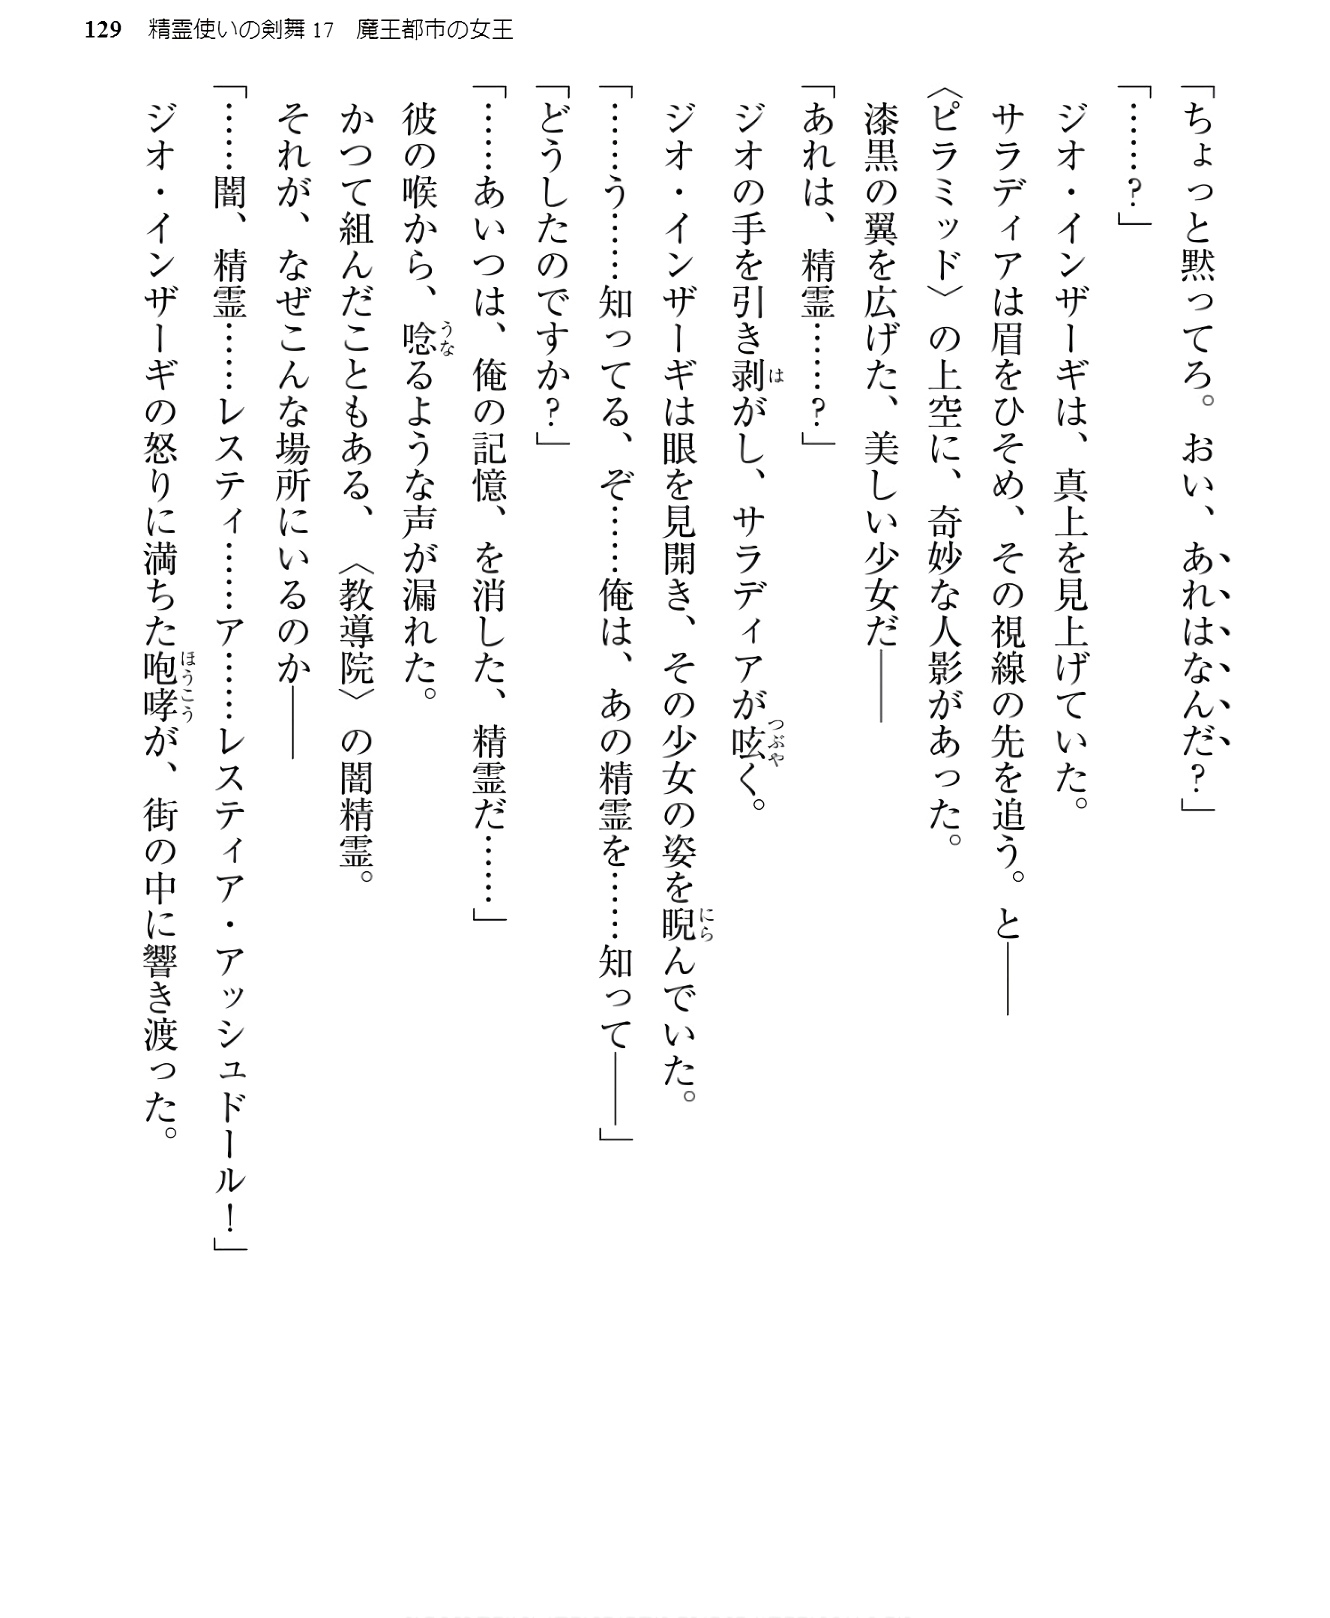 129 精霊使いの剣舞17 魔王都市の女王
「ちょっと黙ってろ。おい、あれはなんだ?」
「……?」
ジオ・インザーギは、真上を見上げていた。
サラディアは眉をひそめ、その視線の先を追う。と――
〈ピラミッド〉の上空に、奇妙な人影があった。
漆黒の翼を広げた、美しい少女だ――
「あれは、精霊……?」
ジオの手を引き剥がし、サラディアが呟く。
ジオ・インザーギは眼を見開き、その少女の姿を睨んでいた。
「……う……知ってる、ぞ……俺は、あの精霊を……知って――」
「どうしたのですか?」
「……あいつは、俺の記憶、を消した、精霊だ……」
彼の喉から、唸るような声が漏れた。
かつて組んだこともある、〈教導院〉の闇精霊。
それが、なぜこんな場所にいるのか――
「……闇、精霊……レスティ……ア……レスティア・アッシュドール!」
ジオ・インザーギの怒りに満ちた咆哮が、街の中に響き渡った。